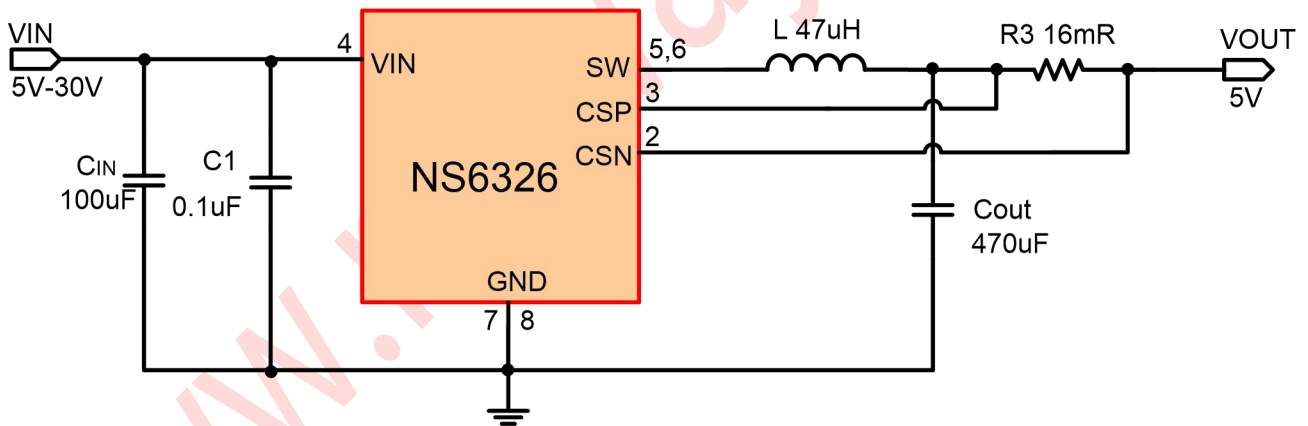 VIN
5V-30V
CIN
100uF
C1
0.1uF
4
VIN
NS6326
GND
7
8
SW
CSP
CSN
5,6
3
2
L 47uH
R3 16mR
VOUT
5V
Cout
470uF